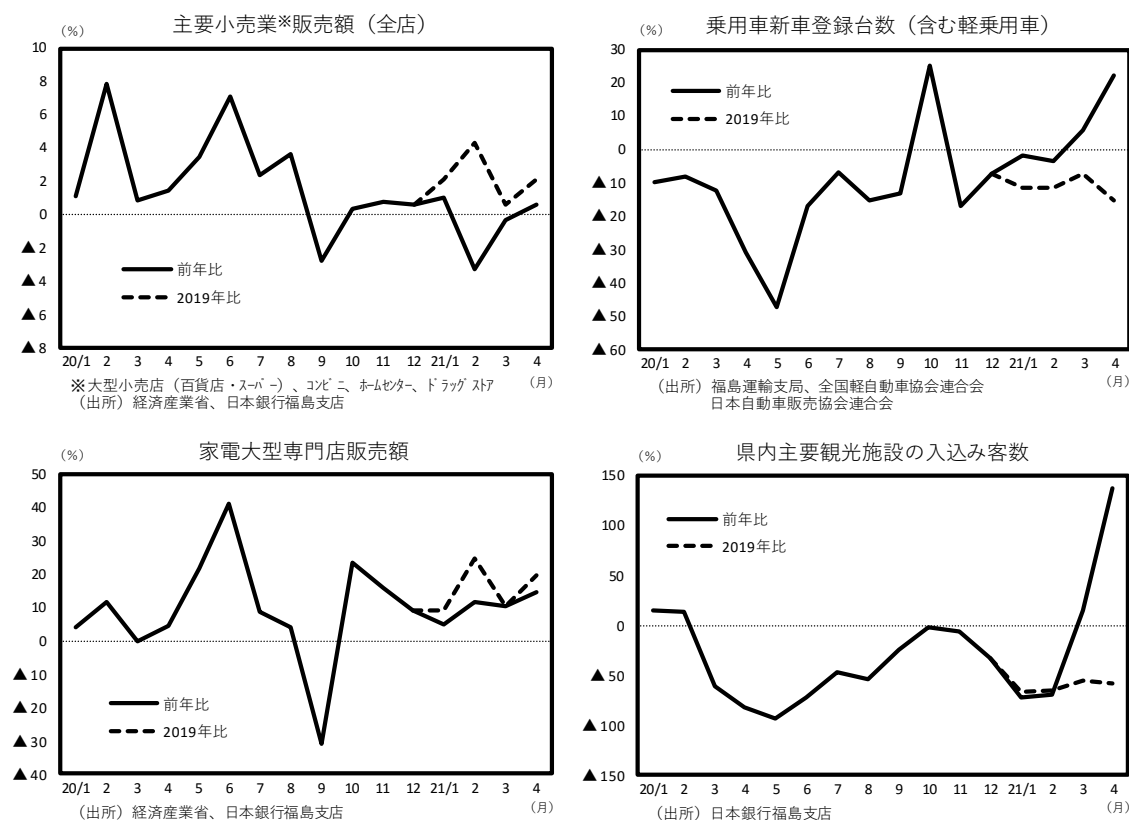 主要小売業※販売額（全店）
（%）
10
8
6
4
2
0
▲ 2
▲ 4
▲ 6
▲ 8
前年比
2019年比
20/1 2 3 4 5 6 7 8 9 10 11 12 21/1 2 3 4
（月）
※大型小売店（百貨店・ｽｰﾊﾟｰ）、ｺﾝﾋﾞﾆ、ﾎｰﾑｾﾝﾀｰ、ﾄﾞﾗｯｸﾞｽﾄｱ
（出所）経済産業省、日本銀行福島支店
乗用車新車登録台数（含む軽乗用車）
（%）
30
20
10
0
▲ 10
▲ 20
▲ 30
▲ 40
▲ 50
▲ 60
前年比
2019年比
20/1 2 3 4 5 6 7 8 9 10 11 12 21/1 2 3 4
（月）
（出所）福島運輸支局、全国軽自動車協会連合会
日本自動車販売協会連合会
家電大型専門店販売額
（%）
50
40
30
20
10
0
▲ 10
▲ 20
▲ 30
▲ 40
前年比
2019年比
20/1 2 3 4 5 6 7 8 9 10 11 12 21/1 2 3 4
（月）
（出所）経済産業省、日本銀行福島支店
県内主要観光施設の入込み客数
（%）
150
100
50
0
▲ 50
▲ 100
▲ 150
前年比
2019年比
20/1 2 3 4 5 6 7 8 9 10 11 12 21/1 2 3 4
（月）
（出所）日本銀行福島支店